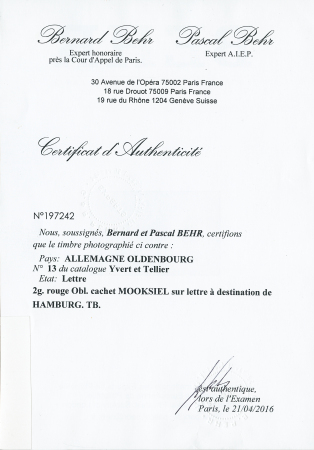 Bernard Behr Pascal Behr
Expert honoraire Expert A.I.E.P.
près la Cour d'Appel de Paris.
30 Avenue de l'Opéra 75002 Paris France
18 rue Drouot 75009 Paris France
19 rue du Rhône 1204 Genève Suisse
Certificat d'Authenticité
N°197242
Nous, soussignés, Bernard et Pascal BEHR, certifions
que le timbre photographié ci contre :
Pays: ALLEMAGNE OLDENBOURG
N° 13 du catalogue Yvert et Tellier
Etat: Lettre
2g. rouge Obl. cachet MOOKSIEL sur lettre à destination de
HAMBURG. TB.
est authentique,
lors de l'Examen
Paris, le 21/04/2016